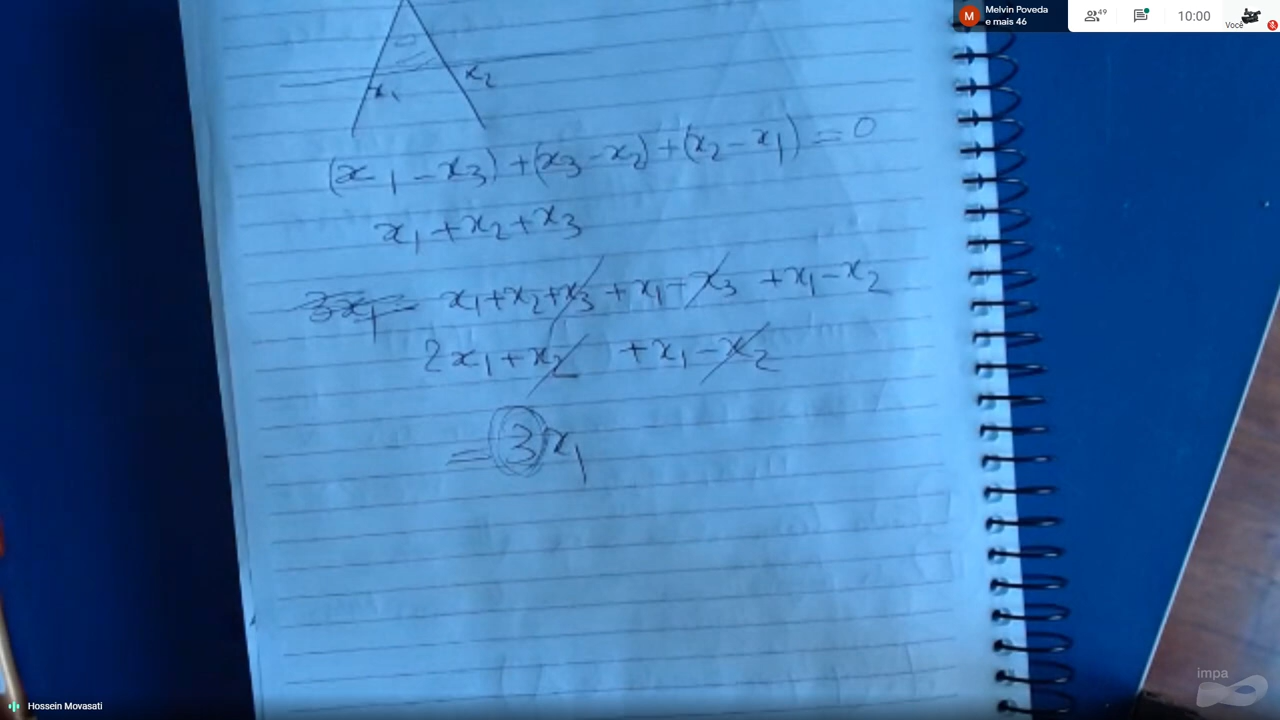 M Melvin Poveda
e mais 46
49
10:00
Você
x₁ x₂
(x₁ - x₃) + (x₃ - x₂) + (x₂ - x₁) = 0
x₁ + x₂ + x₃
3x₁ x₁ + x₂ + x₃ + x₁ - x₃ + x₁ - x₂
2x₁ + x₂ + x₁ - x₂
= 3x₁
impa
Hossein Movasati